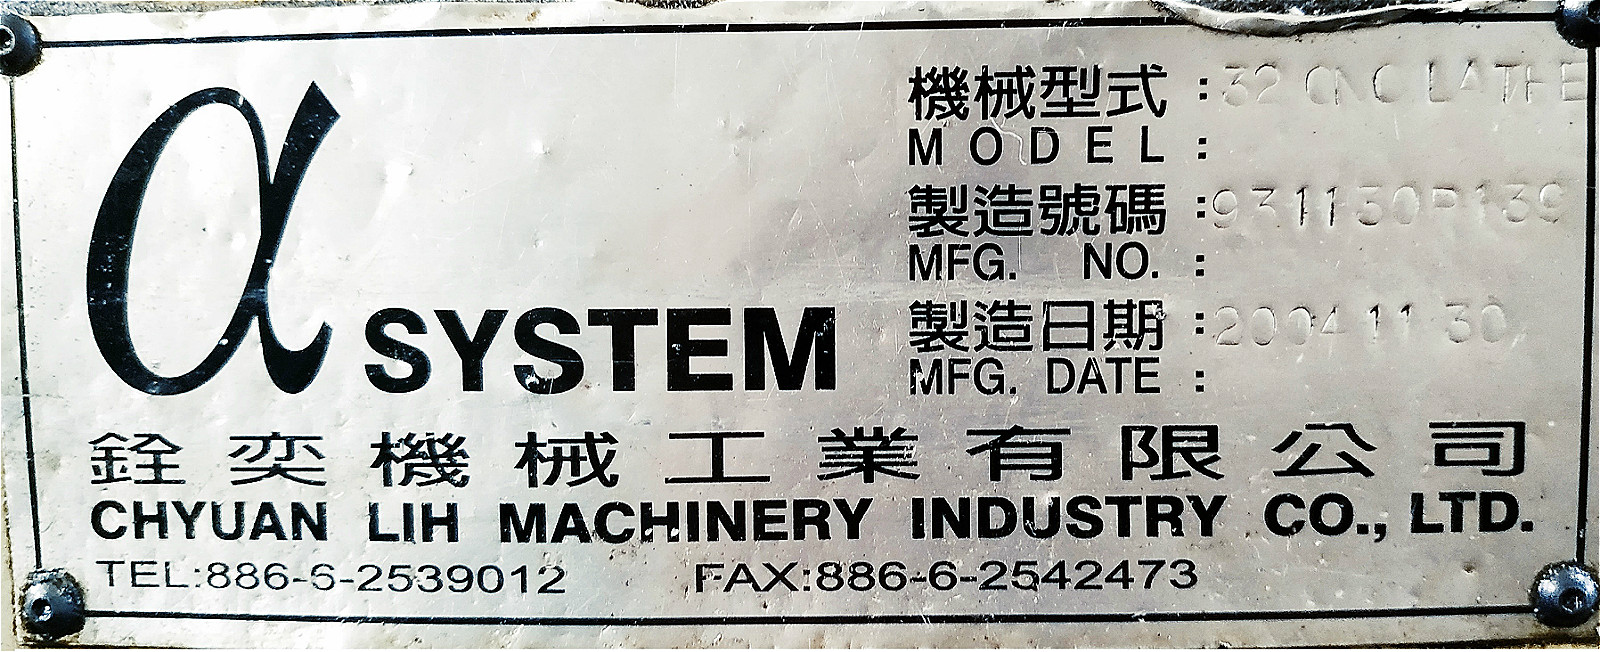 α SYSTEM
機械型式 : 32 CNC LATHE
MODEL :
製造號碼 :
MFG. NO. :
製造日期 : 2004 11 30
MFG. DATE :
銓奕機械工業有限公司
CHYUAN LIH MACHINERY INDUSTRY CO., LTD.
TEL:886-6-2539012 FAX:886-6-2542473